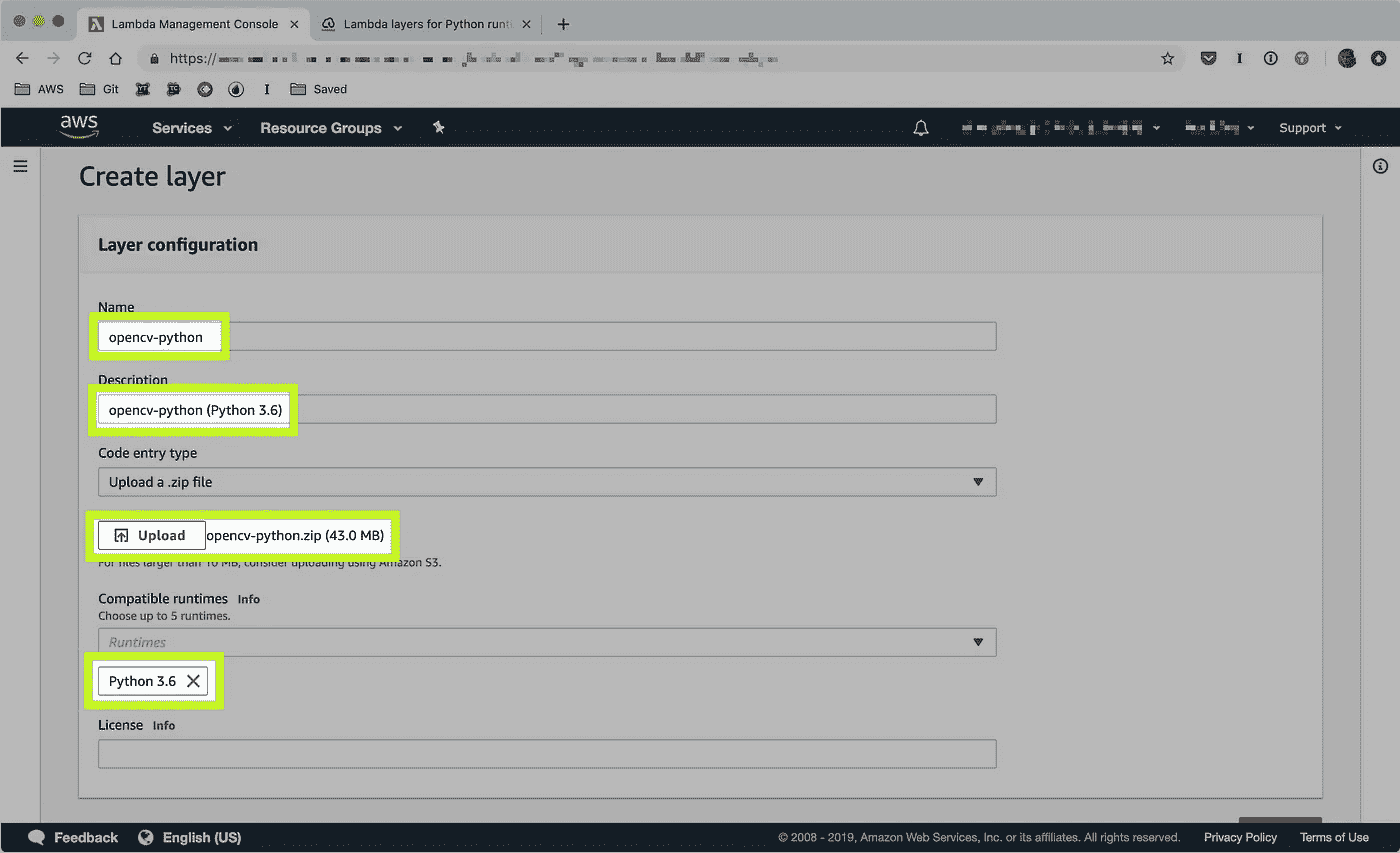 Lambda Management Console
Lambda layers for Python runt
https://
AWS
Git
I
Saved
aws
Services
Resource Groups
Support
Create layer
Layer configuration
Name
opencv-python
Description
opencv-python (Python 3.6)
Code entry type
Upload a .zip file
Upload opencv-python.zip (43.0 MB)
For files larger than 10 MB, consider uploading using Amazon S3.
Compatible runtimes Info
Choose up to 5 runtimes.
Runtimes
Python 3.6
License Info
Feedback English (US) © 2008 - 2019, Amazon Web Services, Inc. or its affiliates. All rights reserved. Privacy Policy Terms of Use